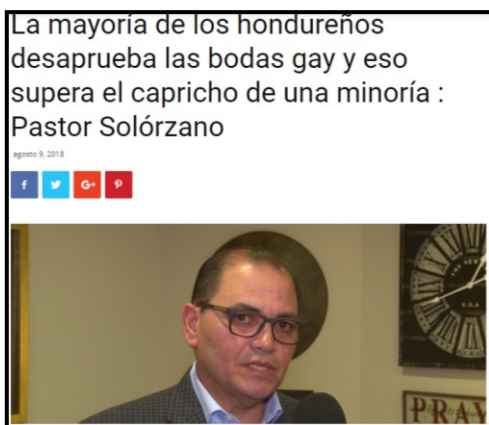 La mayoría de los hondureños
desaprueba las bodas gay y eso
supera el capricho de una minoría :
Pastor Solórzano
agosto 9, 2018
f G+
U.S.A
PRAY